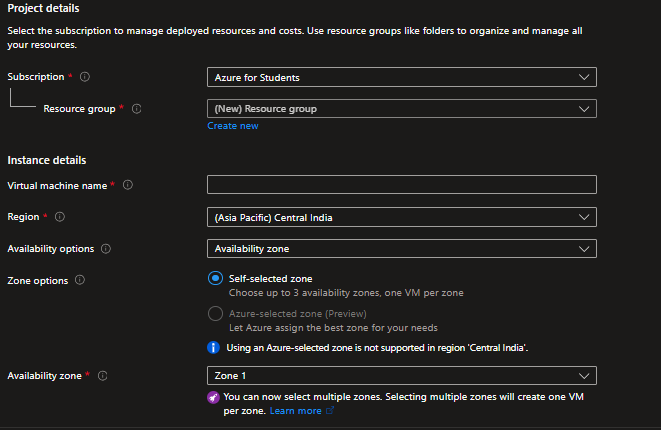 Project details
Select the subscription to manage deployed resources and costs. Use resource groups like folders to organize and manage all
your resources.
Subscription *
Azure for Students
Resource group *
(New) Resource group
Create new
Instance details
Virtual machine name *
Region *
(Asia Pacific) Central India
Availability options
Availability zone
Zone options
Self-selected zone
Choose up to 3 availability zones, one VM per zone
Azure-selected zone (Preview)
Let Azure assign the best zone for your needs
Using an Azure-selected zone is not supported in region 'Central India'.
Availability zone *
Zone 1
You can now select multiple zones. Selecting multiple zones will create one VM
per zone. Learn more